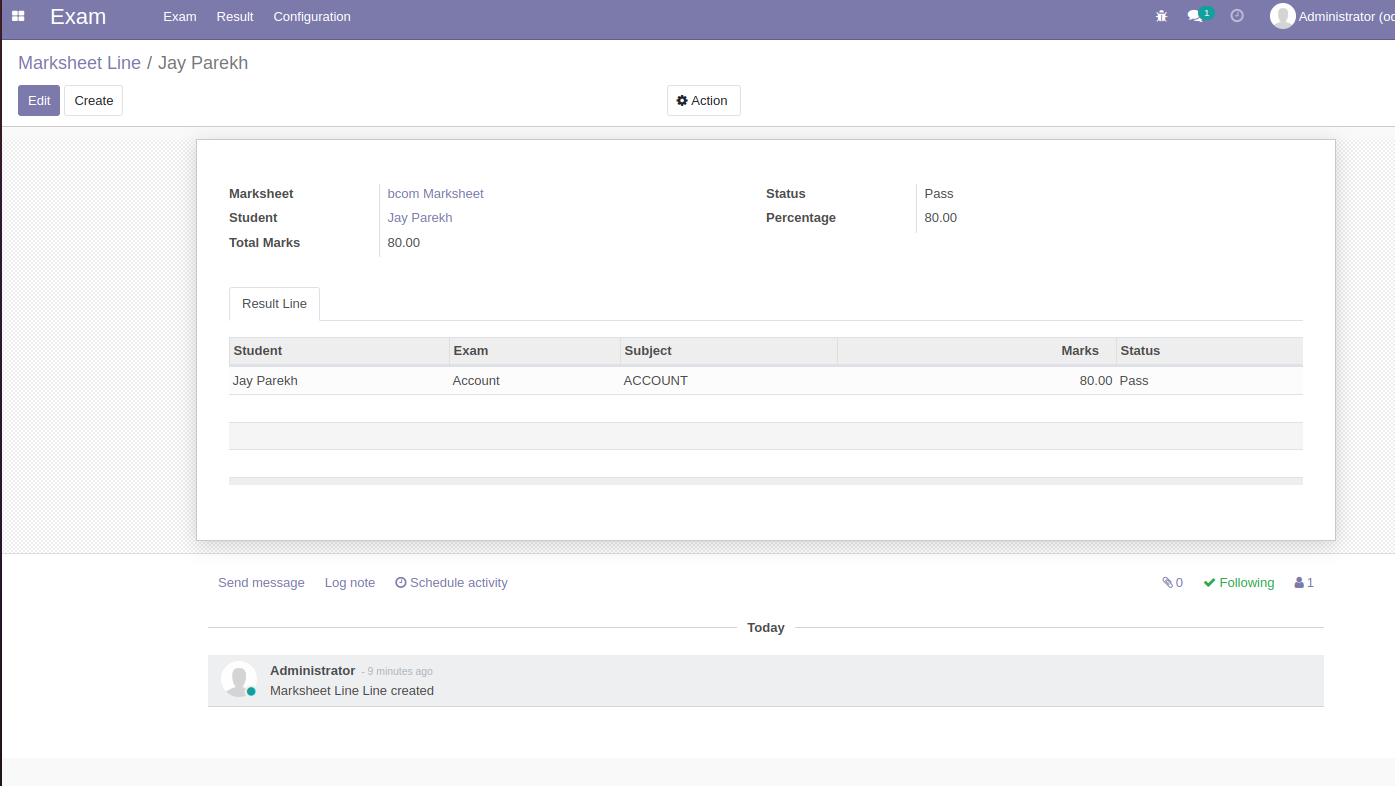 Exam Exam Result Configuration 1 Administrator (oc
Marksheet Line / Jay Parekh
Edit Create Action
Marksheet bcom Marksheet Status Pass
Student Jay Parekh Percentage 80.00
Total Marks 80.00
Result Line
Student Exam Subject Marks Status
Jay Parekh Account ACCOUNT 80.00 Pass
Send message Log note Schedule activity 0 Following 1
Today
Administrator - 9 minutes ago
Marksheet Line Line created